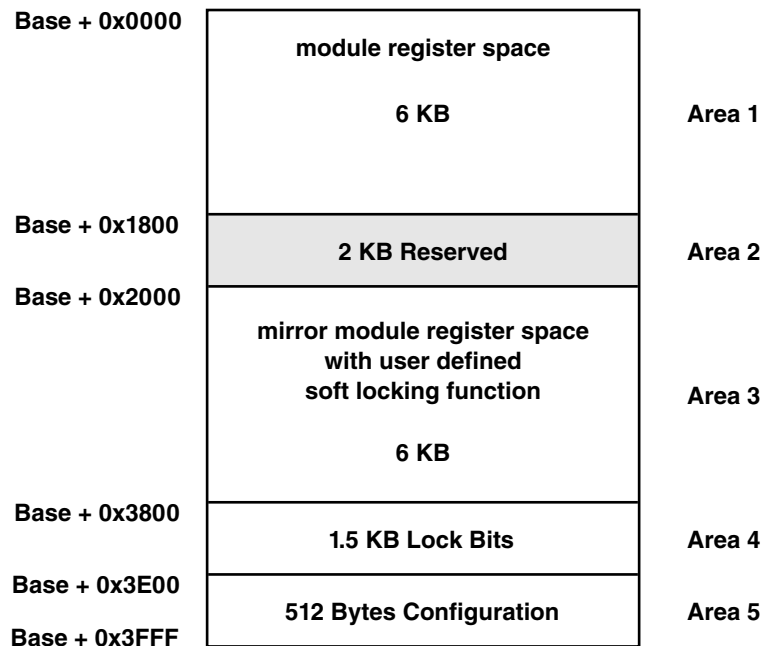 Base + 0x0000
module register space
6 KB
Area 1
Base + 0x1800
2 KB Reserved
Area 2
Base + 0x2000
mirror module register space
with user defined
soft locking function
6 KB
Area 3
Base + 0x3800
1.5 KB Lock Bits
Area 4
Base + 0x3E00
512 Bytes Configuration
Area 5
Base + 0x3FFF